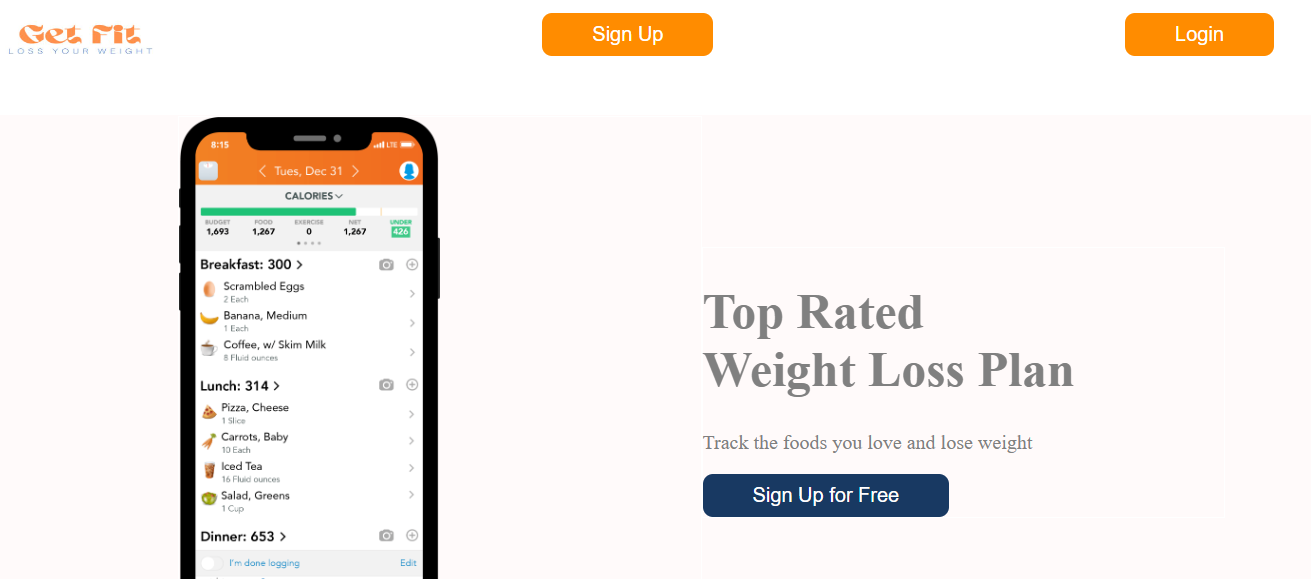 Get Fit
LOSS YOUR WEIGHT
Sign Up
Login
8:15
LTE
Tues, Dec 31
CALORIES
BUDGET FOOD EXERCISE NET UNDER
1,693 1,267 0 1,267 426
Breakfast: 300
Scrambled Eggs
2 Each
Banana, Medium
1 Each
Coffee, w/ Skim Milk
8 Fluid ounces
Lunch: 314
Pizza, Cheese
1 Slice
Carrots, Baby
10 Each
Iced Tea
16 Fluid ounces
Salad, Greens
1 Cup
Dinner: 653
I'm done logging Edit
Top Rated
Weight Loss Plan
Track the foods you love and lose weight
Sign Up for Free